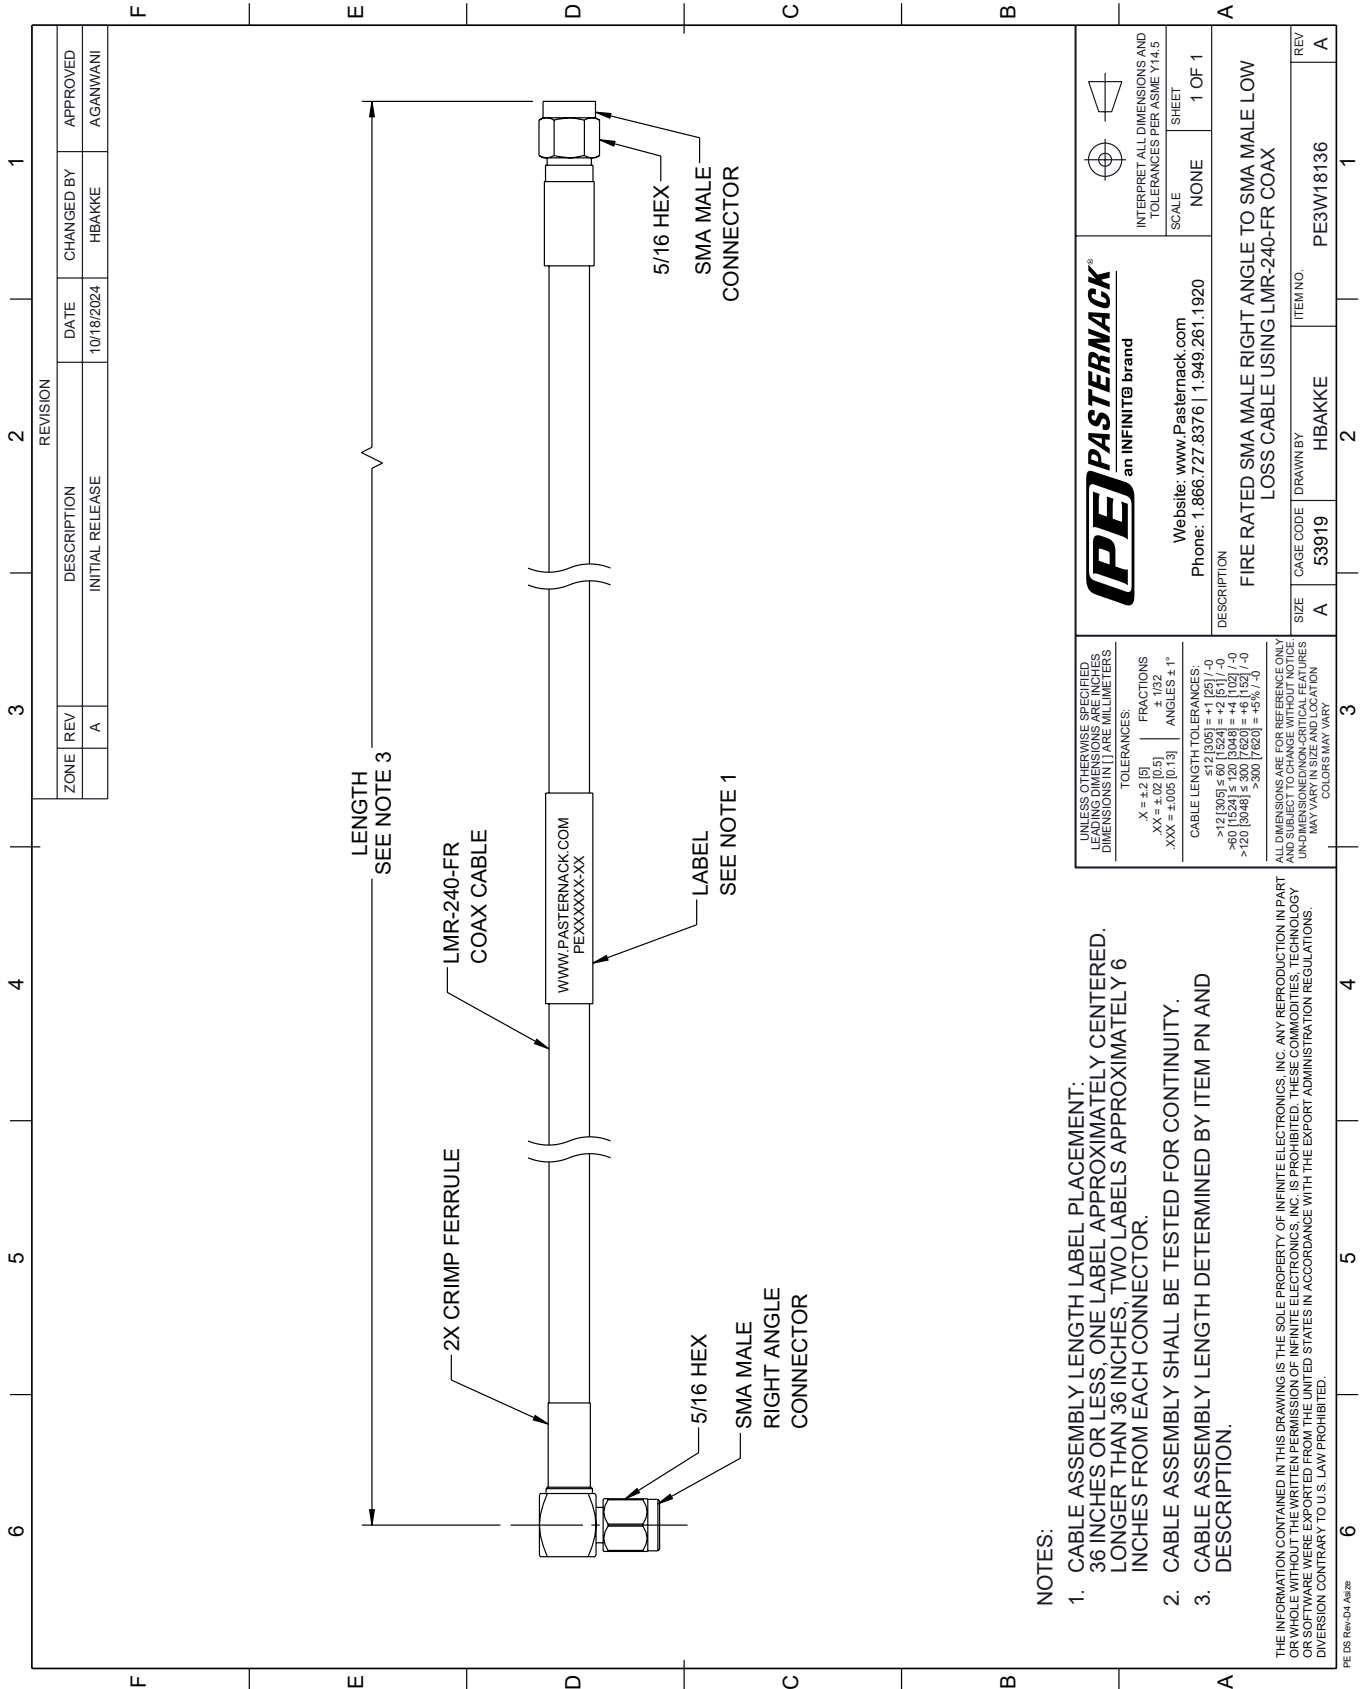 6
5
4
3
2
1
F
E
D
C
B
A
REVISION
ZONE
REV
DESCRIPTION
DATE
CHANGED BY
APPROVED
A
INITIAL RELEASE
10/18/2024
HBAKKE
AGANWANI
LENGTH
SEE NOTE 3
2X CRIMP FERRULE
LMR-240-FR
COAX CABLE
WWW.PASTERNACK.COM
PEXXXXXX-XX
LABEL
SEE NOTE 1
5/16 HEX
SMA MALE
RIGHT ANGLE
CONNECTOR
5/16 HEX
SMA MALE
CONNECTOR
NOTES:
1. CABLE ASSEMBLY LENGTH LABEL PLACEMENT:
36 INCHES OR LESS, ONE LABEL APPROXIMATELY CENTERED.
LONGER THAN 36 INCHES, TWO LABELS APPROXIMATELY 6
INCHES FROM EACH CONNECTOR.
2. CABLE ASSEMBLY SHALL BE TESTED FOR CONTINUITY.
3. CABLE ASSEMBLY LENGTH DETERMINED BY ITEM PN AND
DESCRIPTION.
THE INFORMATION CONTAINED IN THIS DRAWING IS THE SOLE PROPERTY OF INFINITE ELECTRONICS, INC. ANY REPRODUCTION IN PART
OR WHOLE WITHOUT THE WRITTEN PERMISSION OF INFINITE ELECTRONICS, INC. IS PROHIBITED. THESE COMMODITIES, TECHNOLOGY
OR SOFTWARE WERE EXPORTED FROM THE UNITED STATES IN ACCORDANCE WITH THE EXPORT ADMINISTRATION REGULATIONS.
DIVERSION CONTRARY TO U.S. LAW PROHIBITED.
UNLESS OTHERWISE SPECIFIED
LEADING DIMENSIONS ARE INCHES
DIMENSIONS IN [ ] ARE MILLIMETERS
TOLERANCES:
.X = ±.2 [5]
.XX = ±.02 [0.5]
.XXX = ±.005 [0.13]
FRACTIONS
± 1/32
ANGLES ± 1°
CABLE LENGTH TOLERANCES:
≤12 [305] = +1 [25] / -0
>12 [305] ≤ 60 [1524] = +2 [51] / -0
>60 [1524] ≤ 120 [3048] = +4 [102] / -0
>120 [3048] ≤ 300 [7620] = +6 [152] / -0
>300 [7620] = +5% / -0
ALL DIMENSIONS ARE FOR REFERENCE ONLY
AND SUBJECT TO CHANGE WITHOUT NOTICE.
UN-DIMENSIONED/NON-CRITICAL FEATURES
MAY VARY IN SIZE AND LOCATION
COLORS MAY VARY
PE PASTERNACK®
an INFINIT@ brand
Website: www.Pasternack.com
Phone: 1.866.727.8376 | 1.949.261.1920
INTERPRET ALL DIMENSIONS AND
TOLERANCES PER ASME Y14.5
SCALE
NONE
SHEET
1 OF 1
DESCRIPTION
FIRE RATED SMA MALE RIGHT ANGLE TO SMA MALE LOW
LOSS CABLE USING LMR-240-FR COAX
SIZE
A
CAGE CODE
53919
DRAWN BY
HBAKKE
ITEM NO.
PE3W18136
REV
A
F
E
D
C
B
A
6
5
4
3
2
1
PE DS Rev-D4 Asize